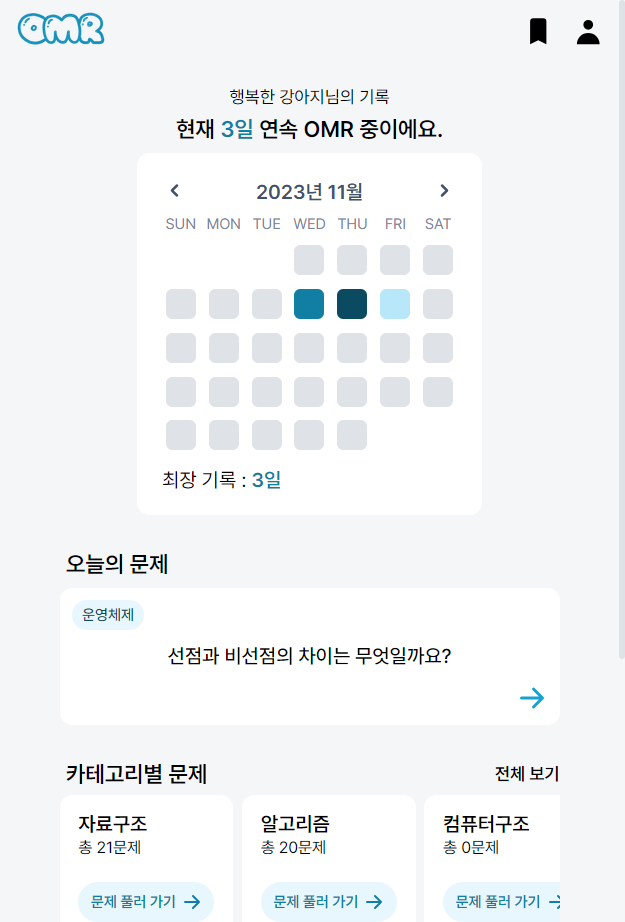 OMR
행복한 강아지님의 기록
현재 3일 연속 OMR 중이에요.
2023년 11월
SUN MON TUE WED THU FRI SAT
최장 기록 : 3일
오늘의 문제
운영체제
선점과 비선점의 차이는 무엇일까요?
카테고리별 문제 전체 보기
자료구조 알고리즘 컴퓨터구조
총 21문제 총 20문제 총 0문제
문제 풀러 가기 문제 풀러 가기 문제 풀러 가기